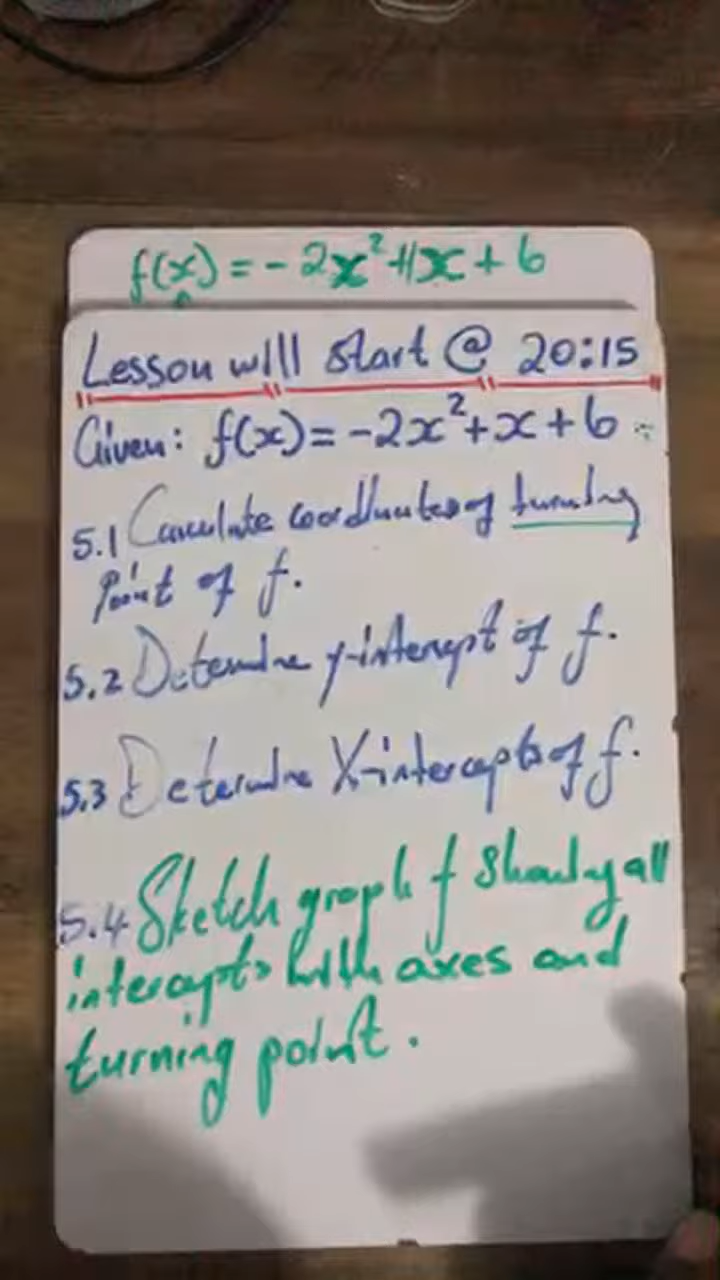 f(x) = - 2x² + 1x + 6
Lesson will start @ 20:15
Given: f(x) = -2x² + x + 6
5.1 Calculate coordinates of turning
point of f.
5.2 Determine y-intercept of f.
5.3 Determine X-intercepts of f.
5.4 Sketch graph f showing all
intercepts with axes and
turning point.